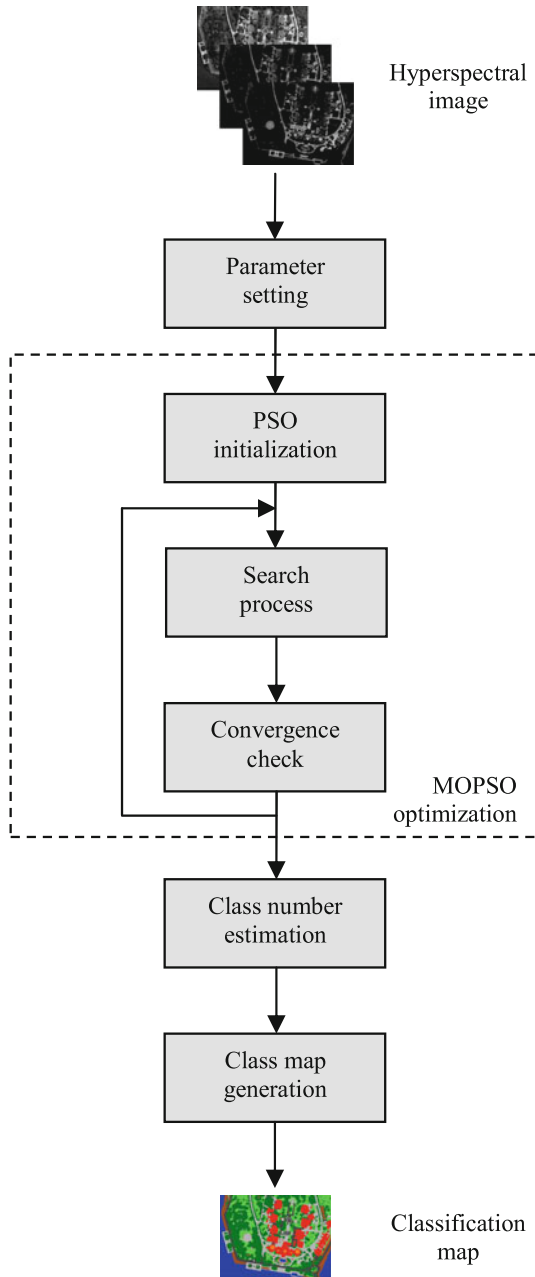 Hyperspectral
image
Parameter
setting
PSO
initialization
Search
process
Convergence
check
MOPSO
optimization
Class number
estimation
Class map
generation
Classification
map